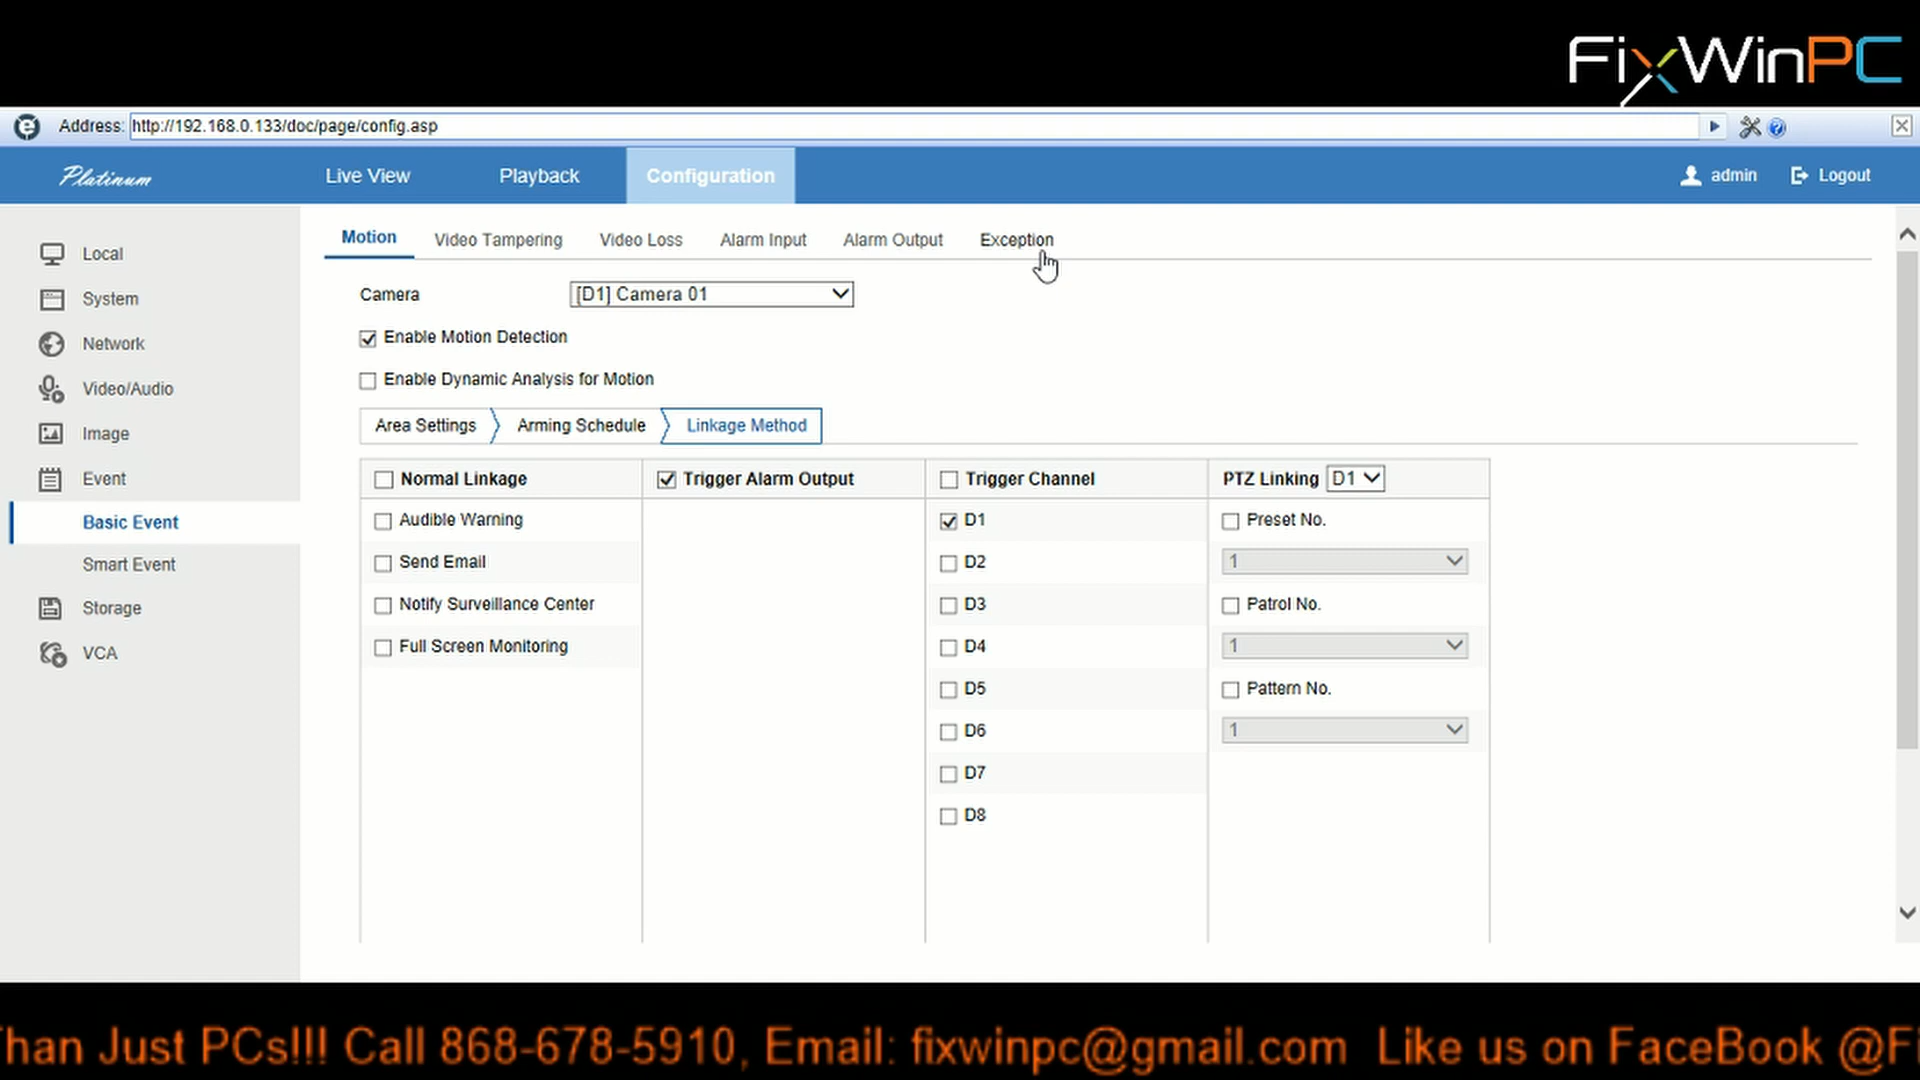 FixWinPC
Address: http://192.168.0.133/doc/page/config.asp
Platinum Live View Playback Configuration admin Logout
Local
System
Network
Video/Audio
Image
Event
Basic Event
Smart Event
Storage
VCA
Motion Video Tampering Video Loss Alarm Input Alarm Output Exception
Camera [D1] Camera 01
Enable Motion Detection
Enable Dynamic Analysis for Motion
Area Settings Arming Schedule Linkage Method
Normal Linkage Trigger Alarm Output Trigger Channel PTZ Linking D1
Audible Warning D1 Preset No.
Send Email D2 1
Notify Surveillance Center D3 Patrol No.
Full Screen Monitoring D4 1
D5 Pattern No.
D6 1
D7
D8
han Just PCs!!! Call 868-678-5910, Email: fixwinpc@gmail.com Like us on FaceBook @Fi